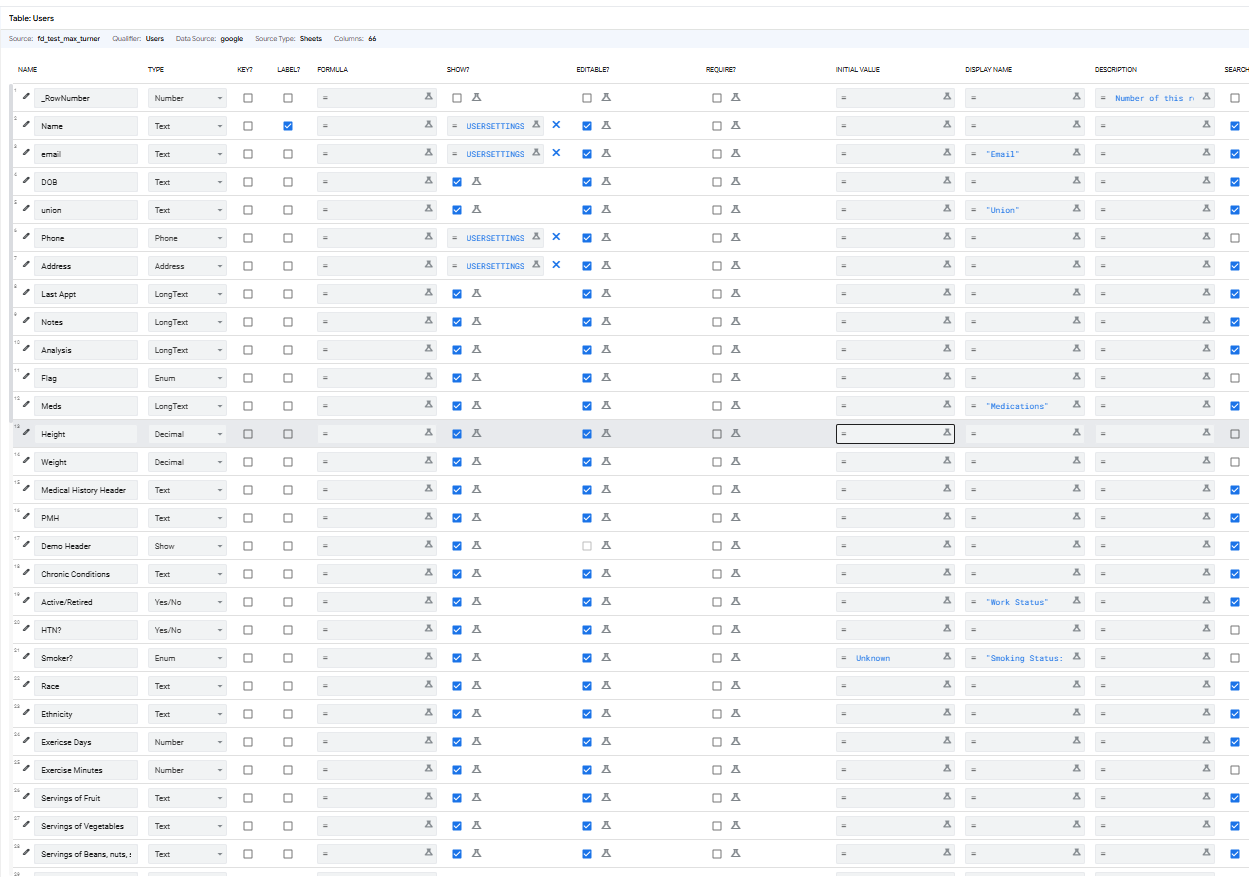 Table: Users
Source: fd_test_max_turner Qualifier: Users Data Source: google Source Type: Sheets Columns: 66
NAME TYPE KEY? LABEL? FORMULA SHOW? EDITABLE? REQUIRE? INITIAL VALUE DISPLAY NAME DESCRIPTION SEARCH
1 _RowNumber Number = = = = Number of this r
2 Name Text = = USERSETTINGS = = =
3 email Text = = USERSETTINGS = = "Email" =
4 DOB Text = = = =
5 union Text = = = "Union" =
6 Phone Phone = = USERSETTINGS = = =
7 Address Address = = USERSETTINGS = = =
8 Last Appt LongText = = = =
9 Notes LongText = = = =
10 Analysis LongText = = = =
11 Flag Enum = = = =
12 Meds LongText = = = "Medications" =
13 Height Decimal = = = =
14 Weight Decimal = = = =
15 Medical History Header Text = = = =
16 PMH Text = = = =
17 Demo Header Show = = = =
18 Chronic Conditions Text = = = =
19 Active/Retired Yes/No = = = "Work Status" =
20 HTN? Yes/No = = = =
21 Smoker? Enum = = Unknown = "Smoking Status: =
22 Race Text = = = =
23 Ethnicity Text = = = =
24 Exericse Days Number = = = =
25 Exercise Minutes Number = = = =
26 Servings of Fruit Text = = = =
27 Servings of Vegetables Text = = = =
28 Servings of Beans, nuts, s Text = = = =
29